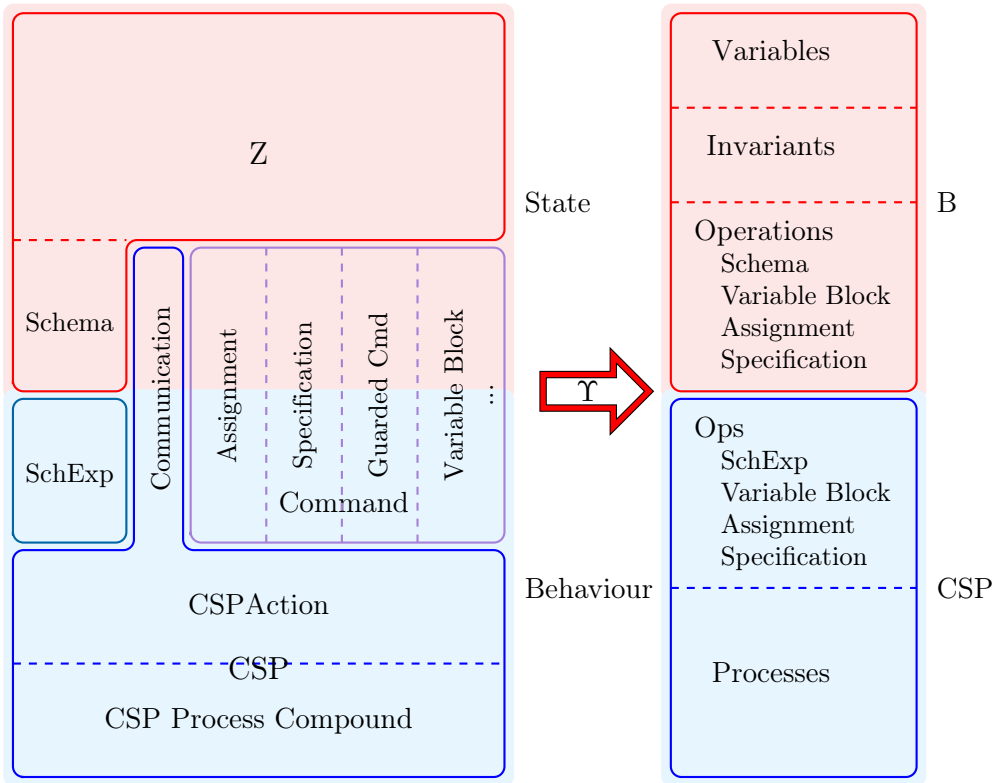 Z
State
Schema
Communication
Assignment
Specification
Guarded Cmd
Variable Block
...
SchExp
Command
Behaviour
CSPAction
CSP
CSP Process Compound
ϒ
Variables
Invariants
B
Operations
Schema
Variable Block
Assignment
Specification
Ops
SchExp
Variable Block
Assignment
Specification
CSP
Processes